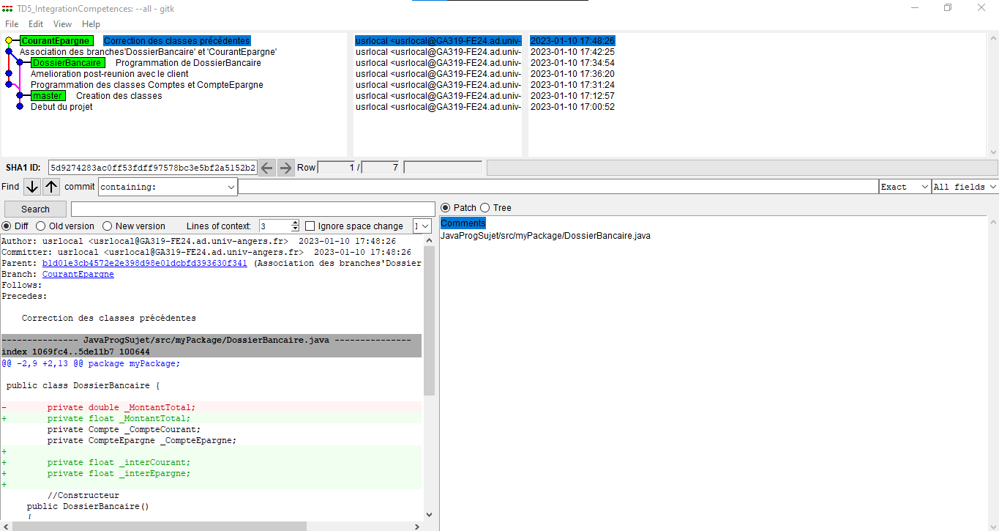 TD5_IntegrationCompetences: --all - gitk
File Edit View Help
CourantEpargne Correction des classes précédentes usrlocal <usrlocal@GA319-FE24.ad.univ- 2023-01-10 17:48:26
Association des branches'DossierBancaire' et 'CourantEpargne' usrlocal <usrlocal@GA319-FE24.ad.univ- 2023-01-10 17:42:25
DossierBancaire Programmation de DossierBancaire usrlocal <usrlocal@GA319-FE24.ad.univ- 2023-01-10 17:34:54
Amelioration post-reunion avec le client usrlocal <usrlocal@GA319-FE24.ad.univ- 2023-01-10 17:36:20
Programmation des classes Comptes et CompteEpargne usrlocal <usrlocal@GA319-FE24.ad.univ- 2023-01-10 17:31:24
master Creation des classes usrlocal <usrlocal@GA319-FE24.ad.univ- 2023-01-10 17:12:57
Debut du projet usrlocal <usrlocal@GA319-FE24.ad.univ- 2023-01-10 17:00:52
SHA1 ID: 5d9274283ac0ff53fdff97578bc3e5bf2a5152b2 Row 1 / 7
Find commit containing: Exact All fields
Search
Patch Tree
Diff Old version New version Lines of context: 3 Ignore space change
Comments
JavaProgSujet/src/myPackage/DossierBancaire.java
Author: usrlocal <usrlocal@GA319-FE24.ad.univ-angers.fr> 2023-01-10 17:48:26
Committer: usrlocal <usrlocal@GA319-FE24.ad.univ-angers.fr> 2023-01-10 17:48:26
Parent: b1d01e3cb4572e2e398d98e01dcbfd393630f341 (Association des branches'Dossier
Branch: CourantEpargne
Follows:
Precedes:
Correction des classes précédentes
--------------- JavaProgSujet/src/myPackage/DossierBancaire.java ---------------
index 1069fc4..5de11b7 100644
@@ -2,9 +2,13 @@ package myPackage;
public class DossierBancaire {
- private double _MontantTotal;
+ private float _MontantTotal;
private Compte _CompteCourant;
private CompteEpargne _CompteEpargne;
+
+ private float _interCourant;
+ private float _interEpargne;
+
//Constructeur
public DossierBancaire()
{